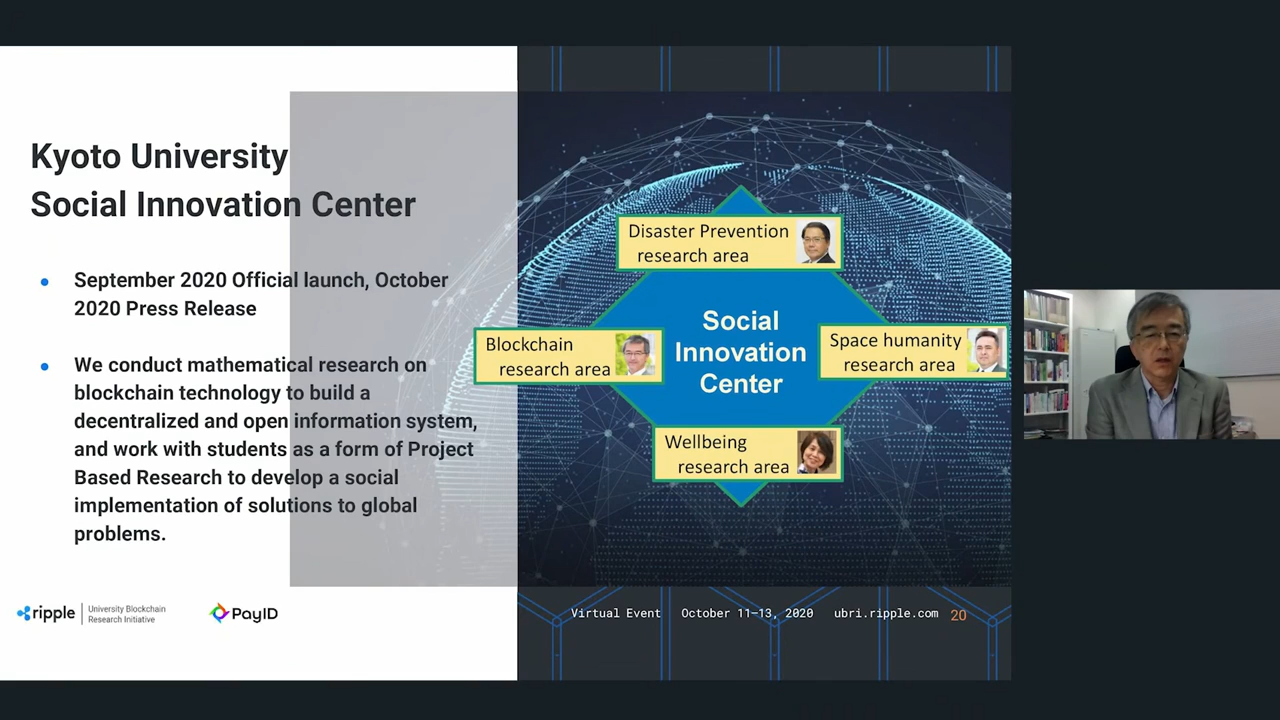 Kyoto University
Social Innovation Center
September 2020 Official launch, October
2020 Press Release
We conduct mathematical research on
blockchain technology to build a
decentralized and open information system,
and work with students as a form of Project
Based Research to develop a social
implementation of solutions to global
problems.
Disaster Prevention
research area
Blockchain
research area
Social
Innovation
Center
Space humanity
research area
Wellbeing
research area
ripple
University Blockchain
Research Initiative
PayID
Virtual Event October 11–13, 2020 ubri.ripple.com 20